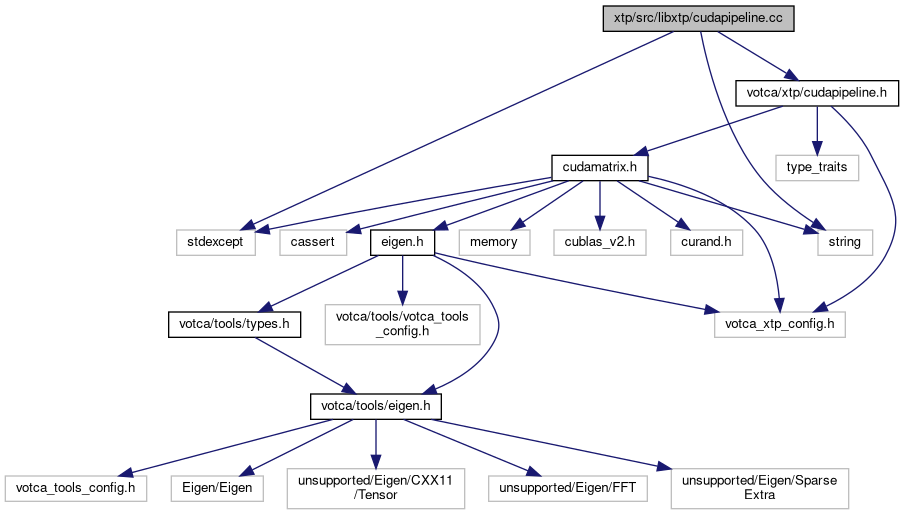 xtp/src/libxtp/cudapipeline.cc
votca/xtp/cudapipeline.h
cudamatrix.h
type_traits
stdexcept
cassert
eigen.h
memory
cublas_v2.h
curand.h
string
votca/tools/types.h
votca/tools/votca_tools
_config.h
votca_xtp_config.h
votca/tools/eigen.h
votca_tools_config.h
Eigen/Eigen
unsupported/Eigen/CXX11
/Tensor
unsupported/Eigen/FFT
unsupported/Eigen/Sparse
Extra